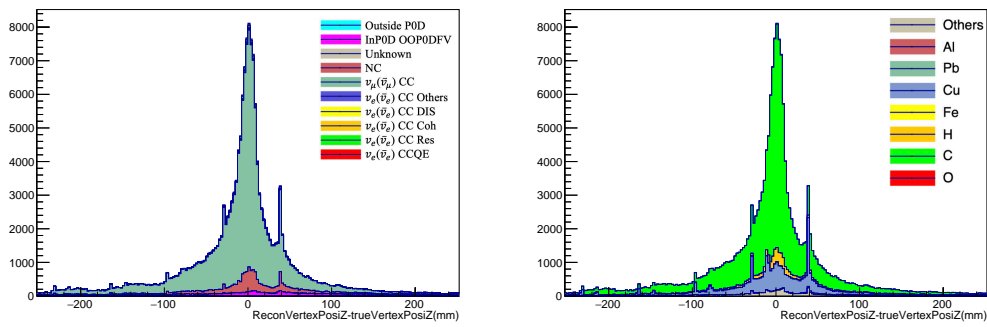 8000
7000
6000
5000
4000
3000
2000
1000
0
−200
−100
0
100
200
ReconVertexPosiZ-trueVertexPosiZ(mm)
Outside P0D
InP0D OOP0DFV
Unknown
NC
νμ(ν̄μ) CC
νe(ν̄e) CC Others
νe(ν̄e) CC DIS
νe(ν̄e) CC Coh
νe(ν̄e) CC Res
νe(ν̄e) CCQE
8000
7000
6000
5000
4000
3000
2000
1000
0
−200
−100
0
100
200
ReconVertexPosiZ-trueVertexPosiZ(mm)
Others
Al
Pb
Cu
Fe
H
C
O